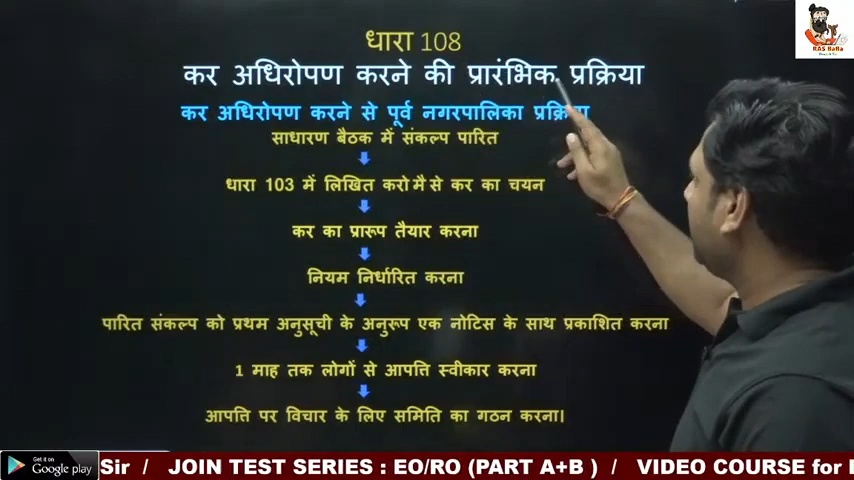 धारा 108
कर अधिरोपण करने की प्रारंभिक प्रक्रिया
कर अधिरोपण करने से पूर्व नगरपालिका प्रक्रिया
साधारण बैठक में संकल्प पारित
धारा 103 में लिखित करो मै से कर का चयन
कर का प्रारूप तैयार करना
नियम निर्धारित करना
पारित संकल्प को प्रथम अनुसूची के अनुरूप एक नोटिस के साथ प्रकाशित करना
1 माह तक लोगों से आपत्ति स्वीकार करना
आपत्ति पर विचार के लिए समिति का गठन करना।
RAS BABA
Get it on
Google play
Sir / JOIN TEST SERIES : EO/RO (PART A+B ) / VIDEO COURSE for